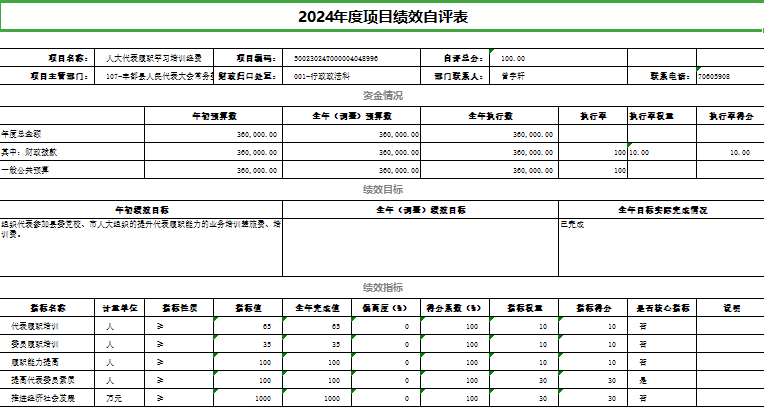 2024年度项目绩效自评表
项目名称： 人大代表履职学习培训经费 项目编码： 50023024T000004048996 自评总分： 100.00
项目主管部门： 107-丰都县人民代表大会常务委 财政归口处室： 001-行政政法科 部门联系人： 曾宇轩 联系电话： 70605908
资金情况
年初预算数 全年（调整）预算数 全年执行数 执行率 执行率权重 执行率得分
年度总金额 360,000.00 360,000.00 360,000.00
其中：财政拨款 360,000.00 360,000.00 360,000.00 100 10.00 10.00
一般公共预算 360,000.00 360,000.00 360,000.00 100
绩效目标
年初绩效目标 全年（调整）绩效目标 全年目标实际完成情况
组织代表参加县委党校、市人大组织的提升代表履职能力的业务培训差旅费、培 已完成
训费。
绩效指标
指标名称 计量单位 指标性质 指标值 全年完成值 偏离度（%） 得分系数（%） 指标权重 指标得分 是否核心指标 说明
代表履职培训 人 ≥ 65 65 0 100 10 10 否
委员履职培训 人 ≥ 35 35 0 100 10 10 否
履职能力提高 人 ≥ 100 100 0 100 10 10 否
提高代表委员素质 人 ≥ 100 100 0 100 30 30 是
推进经济社会发展 万元 ≥ 1000 1000 0 100 30 30 否